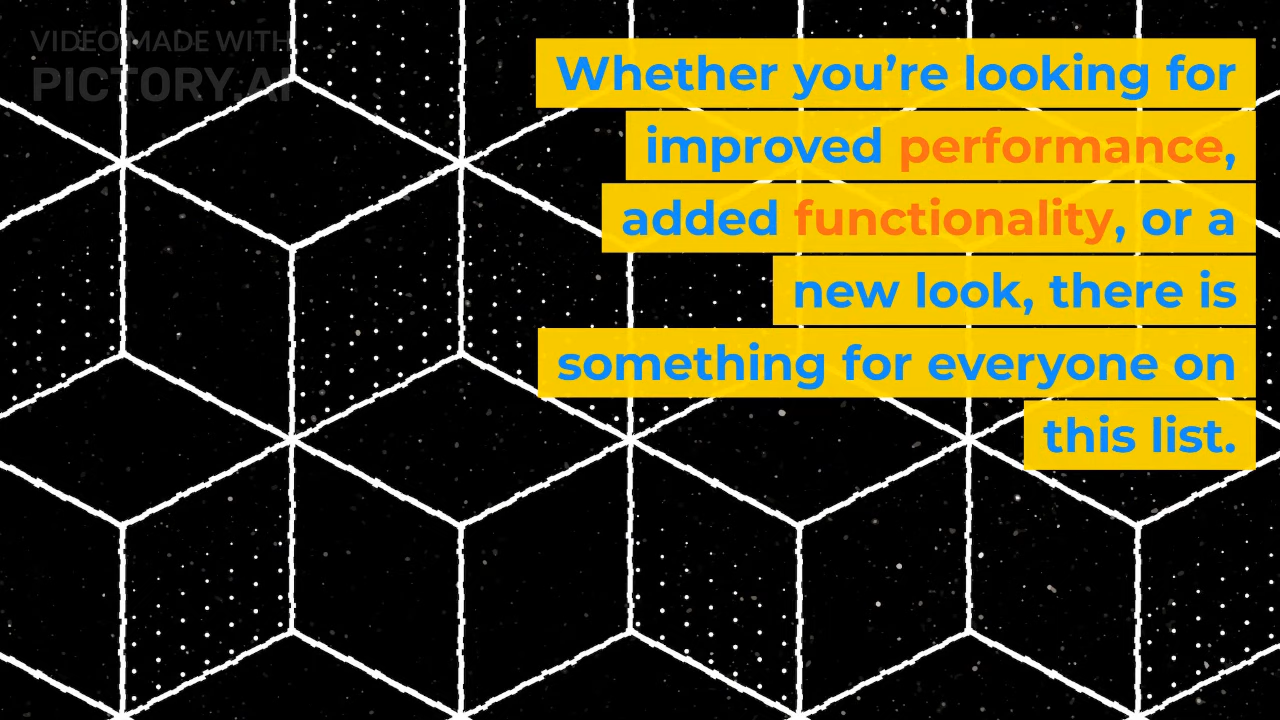 VIDEO MADE WITH
PICTORY.AI
Whether you’re looking for
improved performance,
added functionality, or a
new look, there is
something for everyone on
this list.